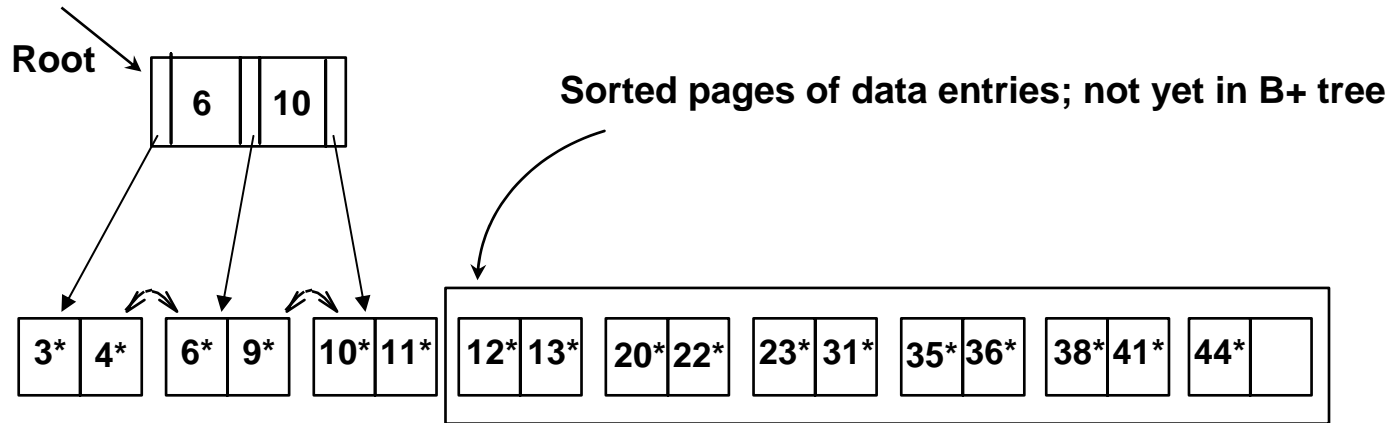 Root
6 10
Sorted pages of data entries; not yet in B+ tree
3* 4* 6* 9* 10* 11* 12* 13* 20* 22* 23* 31* 35* 36* 38* 41* 44*